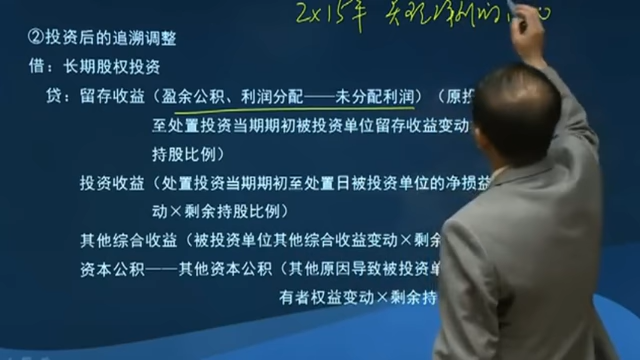 2×15年 实现净利润1
②投资后的追溯调整
借：长期股权投资
贷：留存收益（盈余公积、利润分配——未分配利润）（原投
至处置投资当期期初被投资单位留存收益变动
持股比例）
投资收益（处置投资当期期初至处置日被投资单位的净损益
动×剩余持股比例）
其他综合收益（被投资单位其他综合收益变动×剩余
资本公积——其他资本公积（其他原因导致被投资单
有者权益变动×剩余持